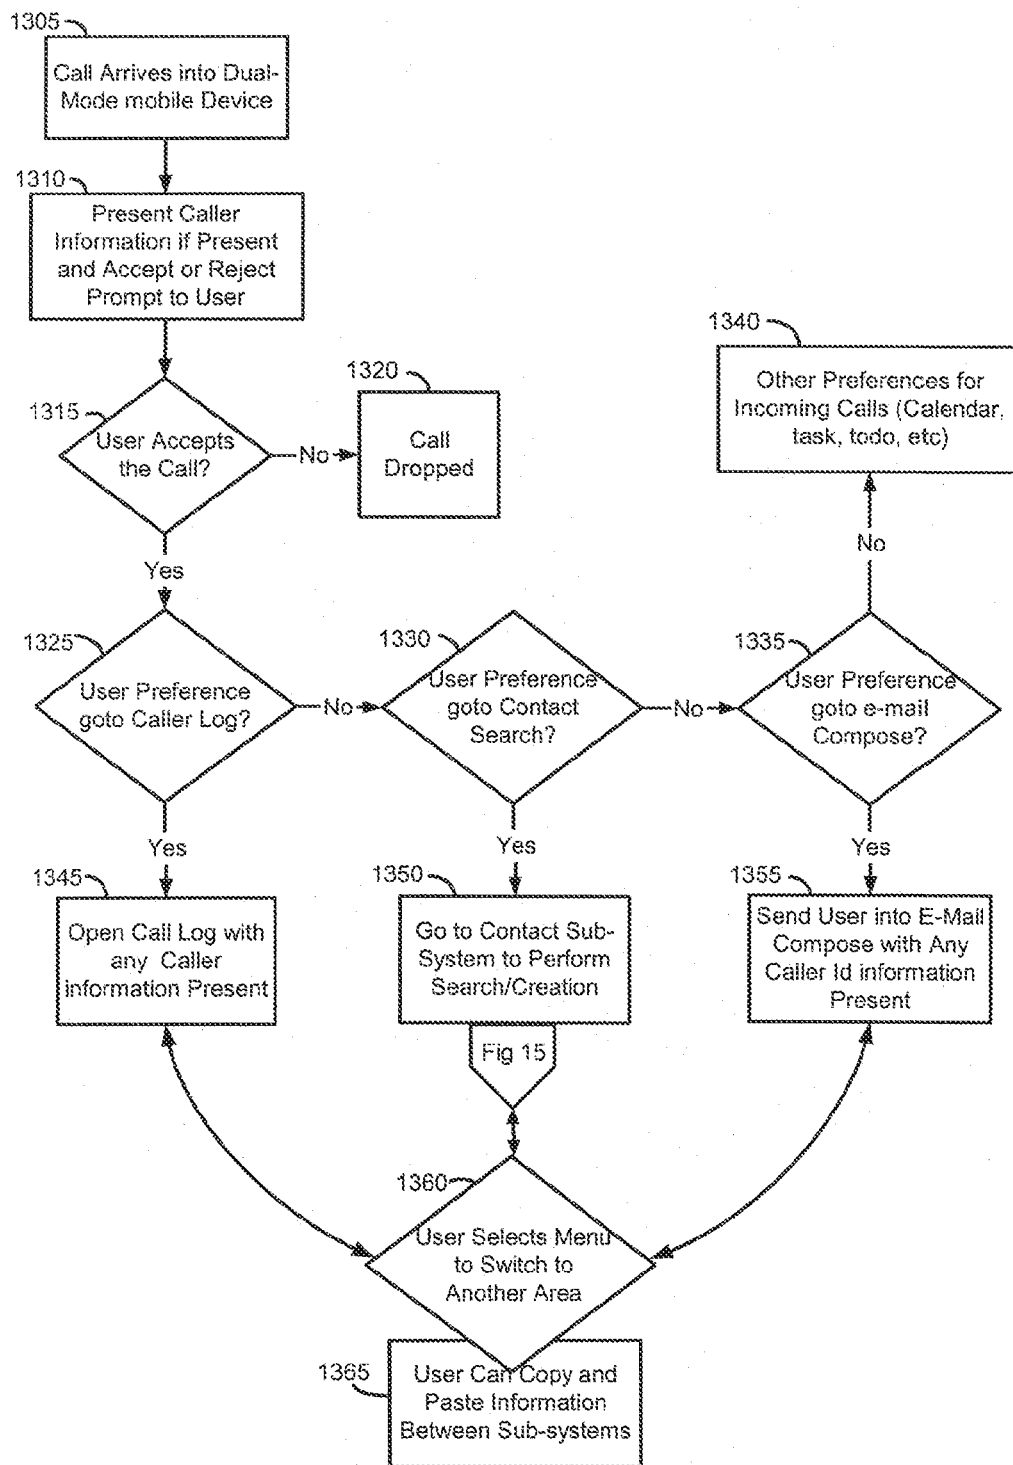 1305
Call Arrives into Dual-
Mode mobile Device
1310
Present Caller
Information if Present
and Accept or Reject
Prompt to User
1315
User Accepts
the Call?
No
1320
Call
Dropped
1340
Other Preferences for
Incoming Calls (Calendar,
task, todo, etc)
Yes
No
1325
User Preference
goto Caller Log?
No
1330
User Preference
goto Contact
Search?
No
1335
User Preference
goto e-mail
Compose?
Yes
Yes
Yes
1345
Open Call Log with
any Caller
information Present
1350
Go to Contact Sub-
System to Perform
Search/Creation
Fig 15
1355
Send User into E-Mail
Compose with Any
Caller Id information
Present
1360
User Selects Menu
to Switch to
Another Area
1365
User Can Copy and
Paste Information
Between Sub-systems